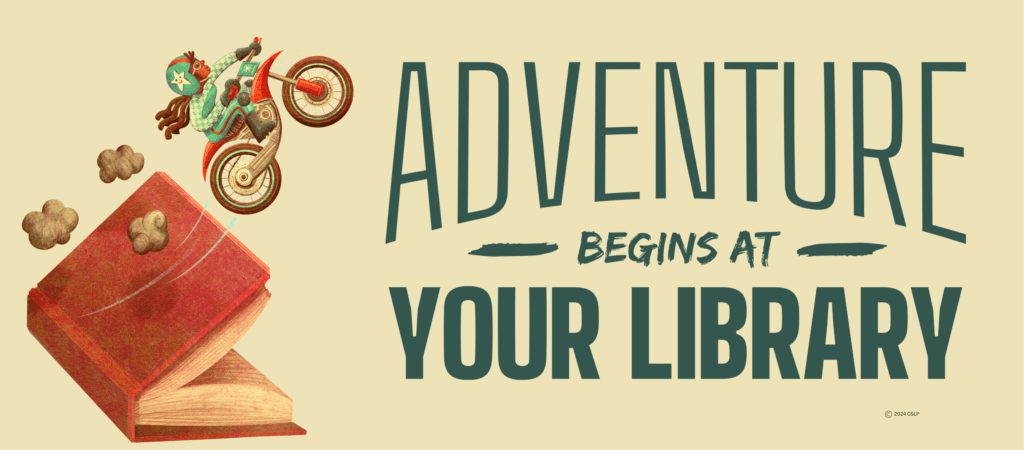 ADVENTURE
BEGINS AT
YOUR LIBRARY
© 2024 CSLP